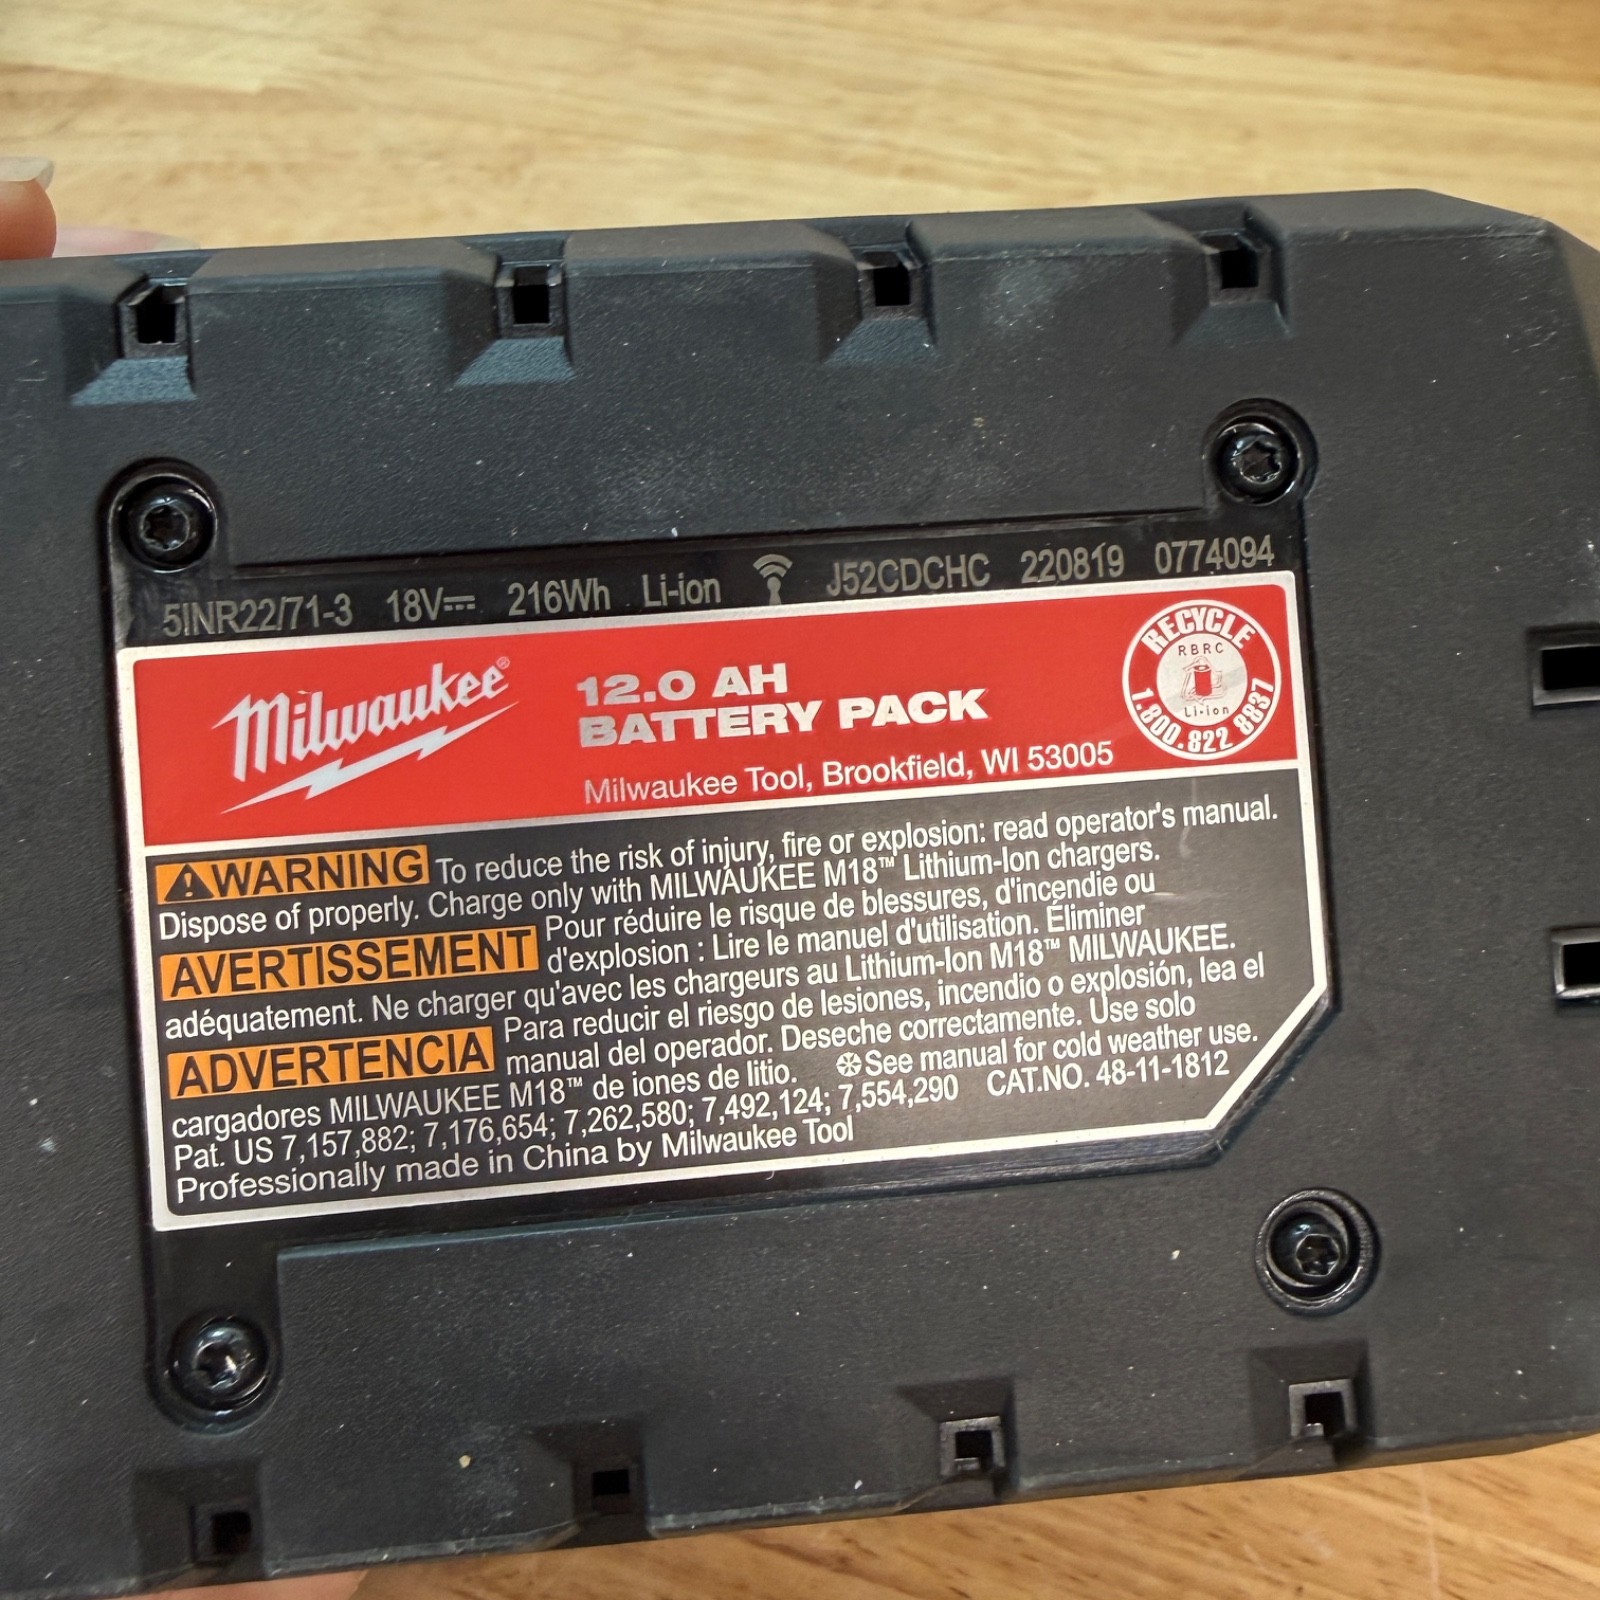 5INR22/71-3 18V⎓ 216Wh Li-ion J52CDCHC 220819 0774094
Milwaukee®
12.0 AH
BATTERY PACK
Milwaukee Tool, Brookfield, WI 53005
RECYCLE
RBRC
Li-ion
1.800.822.8837
WARNING To reduce the risk of injury, fire or explosion: read operator's manual.
Dispose of properly. Charge only with MILWAUKEE M18™ Lithium-Ion chargers.
AVERTISSEMENT Pour réduire le risque de blessures, d'incendie ou
d'explosion : Lire le manuel d'utilisation. Éliminer
adéquatement. Ne charger qu'avec les chargeurs au Lithium-Ion M18™ MILWAUKEE.
ADVERTENCIA Para reducir el riesgo de lesiones, incendio o explosión, lea el
manual del operador. Deseche correctamente. Use solo
cargadores MILWAUKEE M18™ de iones de litio. ❄See manual for cold weather use.
Pat. US 7,157,882; 7,176,654; 7,262,580; 7,492,124; 7,554,290 CAT.NO. 48-11-1812
Professionally made in China by Milwaukee Tool